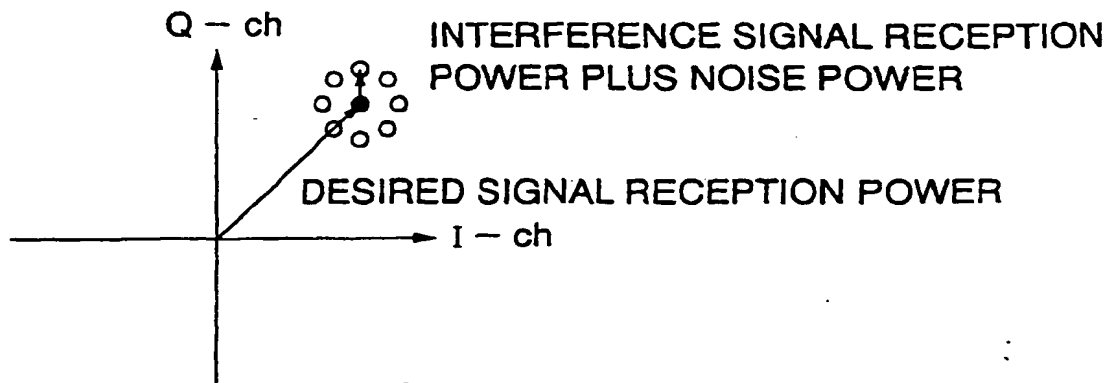 Q – ch
INTERFERENCE SIGNAL RECEPTION
POWER PLUS NOISE POWER
DESIRED SIGNAL RECEPTION POWER
I – ch